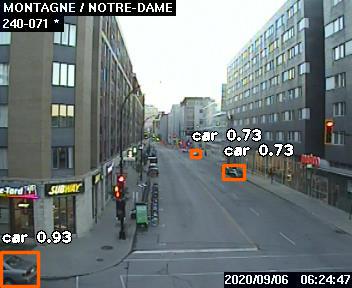 MONTAGNE / NOTRE-DAME
240-071 *
car 0.73
car 0.73
SUBWAY
car 0.93
2020/09/06 06:24:47